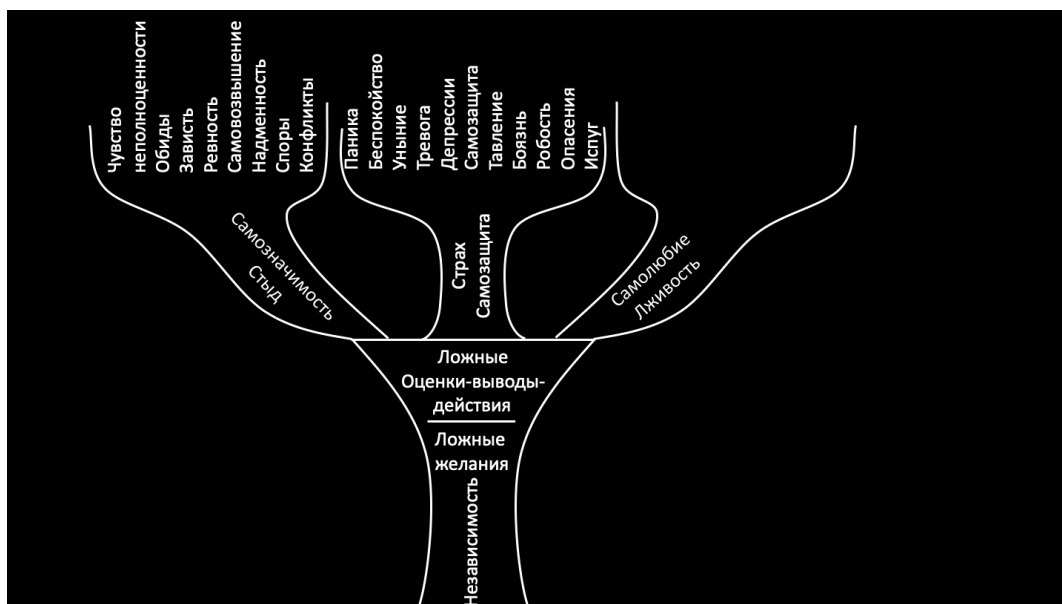 Чувство
неполноценности
Обиды
Зависть
Ревность
Самовозвышение
Надменность
Споры
Конфликты
Паника
Беспокойство
Уныние
Тревога
Депрессии
Самозащита
Тавление
Боязнь
Робость
Опасения
Испуг
Самозначимость
Стыд
Страх
Самозащита
Самолюбие
Лживость
Ложные
Оценки-выводы-
действия
Ложные
желания
Независимость